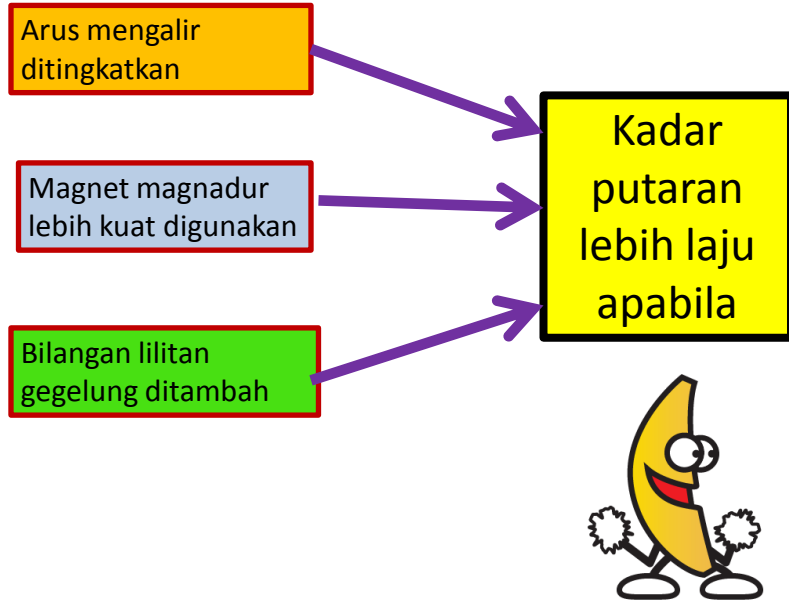 Arus mengalir
ditingkatkan
Magnet magnadur
lebih kuat digunakan
Bilangan lilitan
gegelung ditambah
Kadar
putaran
lebih laju
apabila